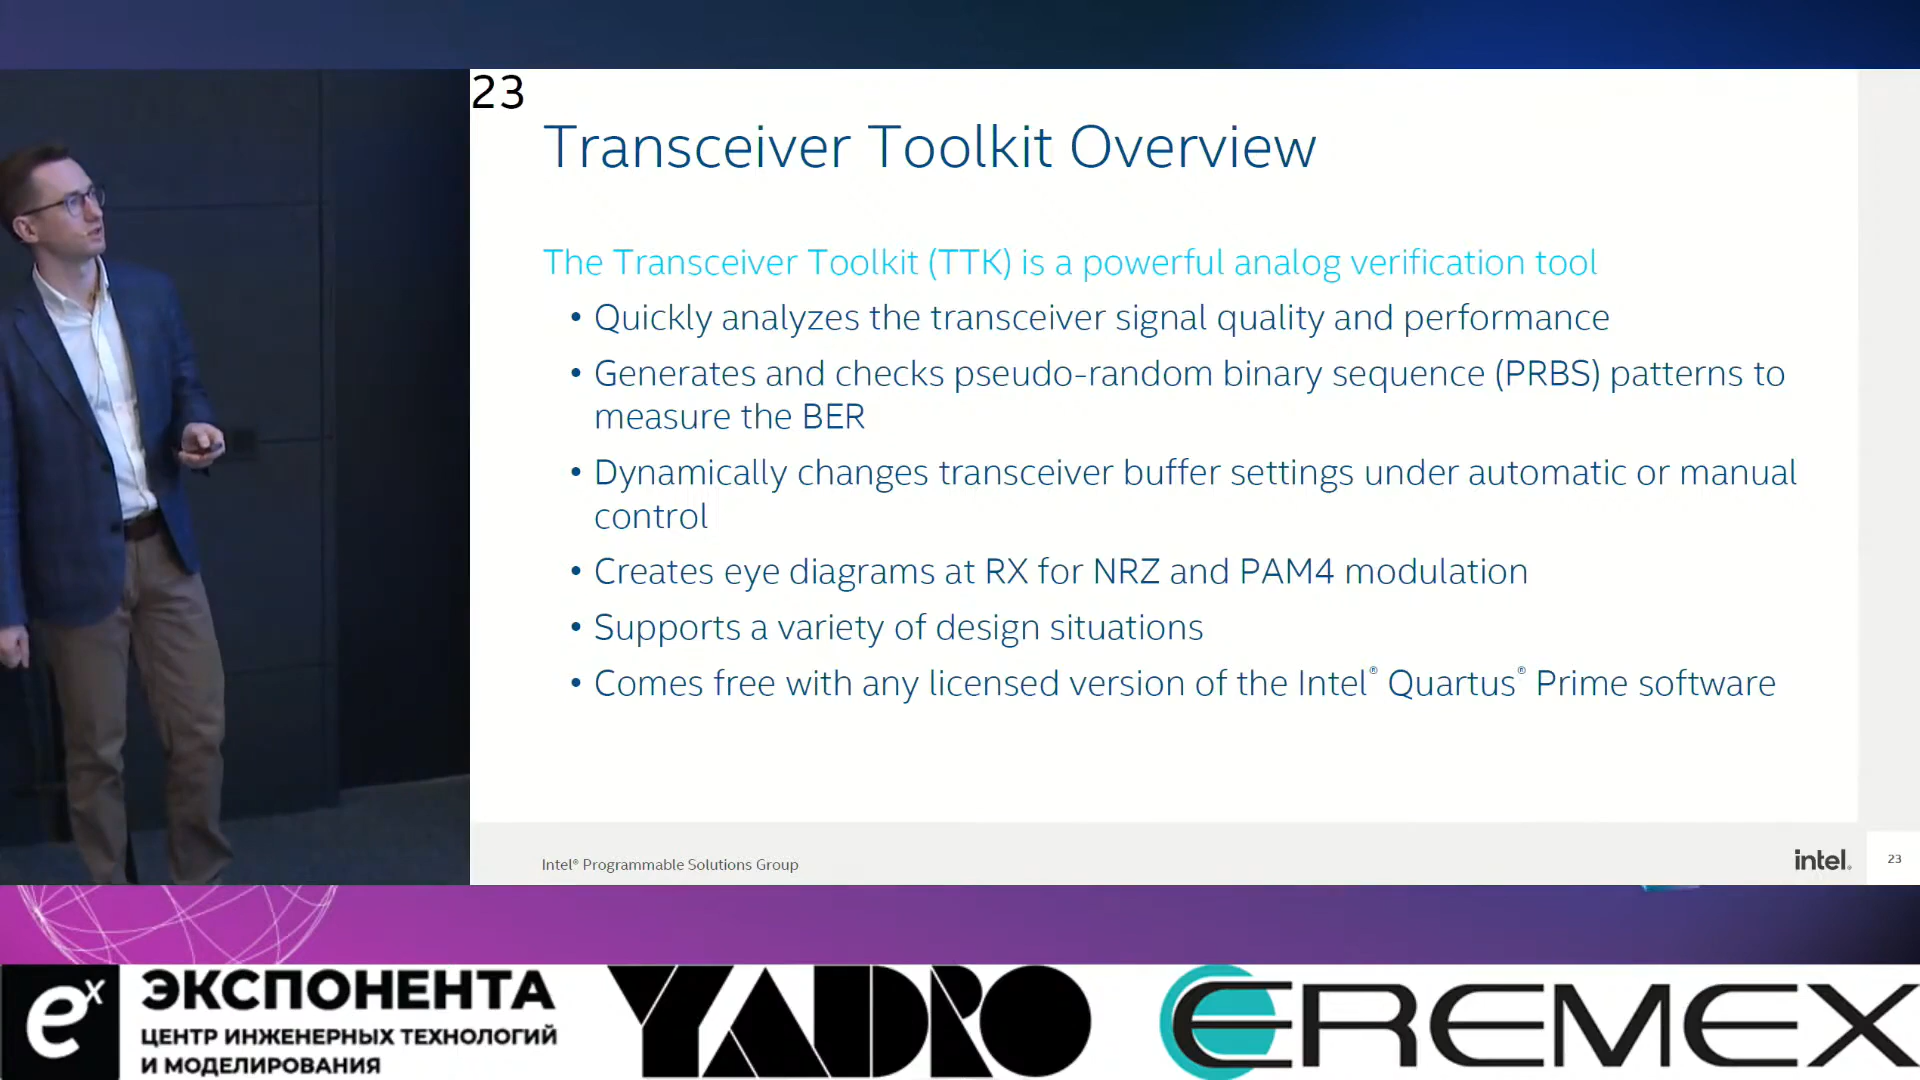 23
Transceiver Toolkit Overview
The Transceiver Toolkit (TTK) is a powerful analog verification tool
• Quickly analyzes the transceiver signal quality and performance
• Generates and checks pseudo-random binary sequence (PRBS) patterns to
measure the BER
• Dynamically changes transceiver buffer settings under automatic or manual
control
• Creates eye diagrams at RX for NRZ and PAM4 modulation
• Supports a variety of design situations
• Comes free with any licensed version of the Intel® Quartus® Prime software
Intel® Programmable Solutions Group
intel.
23
ex ЭКСПОНЕНТА
ЦЕНТР ИНЖЕНЕРНЫХ ТЕХНОЛОГИЙ
И МОДЕЛИРОВАНИЯ
YADRO
EREMEX